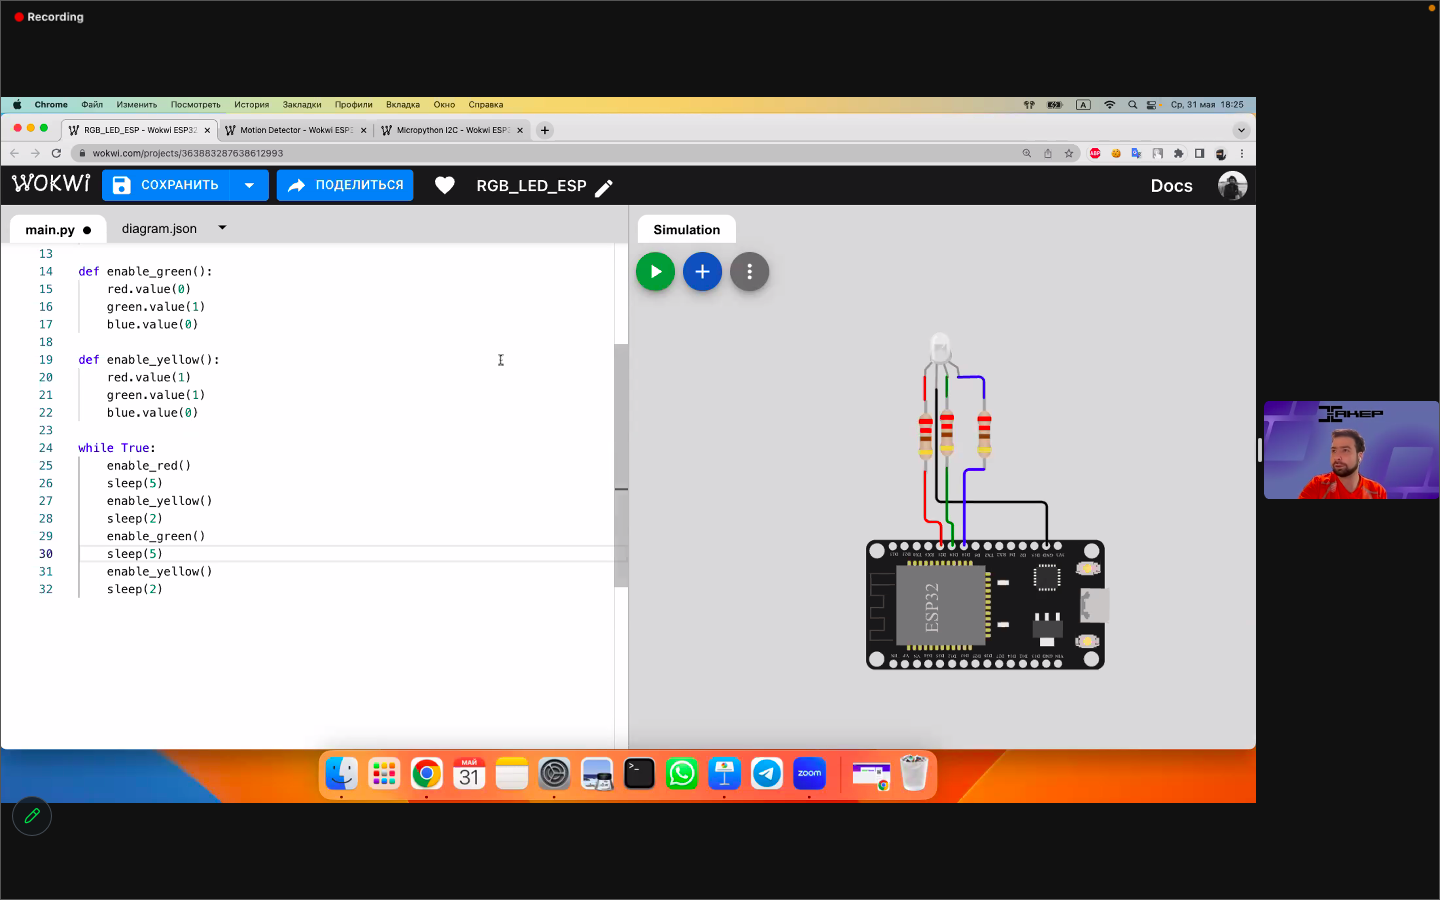 Recording
Chrome Файл Изменить Посмотреть История Закладки Профили Вкладка Окно Справка A Ср, 31 мая 18:25
RGB_LED_ESP - Wokwi ESP32 Motion Detector - Wokwi ESP Micropython I2C - Wokwi ESP
wokwi.com/projects/363883287638612993 ABP
WOKWI СОХРАНИТЬ ПОДЕЛИТЬСЯ RGB_LED_ESP Docs
main.py diagram.json
Simulation
13
14 def enable_green():
15 red.value(0)
16 green.value(1)
17 blue.value(0)
18
19 def enable_yellow():
20 red.value(1)
21 green.value(1)
22 blue.value(0)
23
24 while True:
25 enable_red()
26 sleep(5)
27 enable_yellow()
28 sleep(2)
29 enable_green()
30 sleep(5)
31 enable_yellow()
32 sleep(2)
ESP32
ХАКЕР
МАЙ
31
zoom